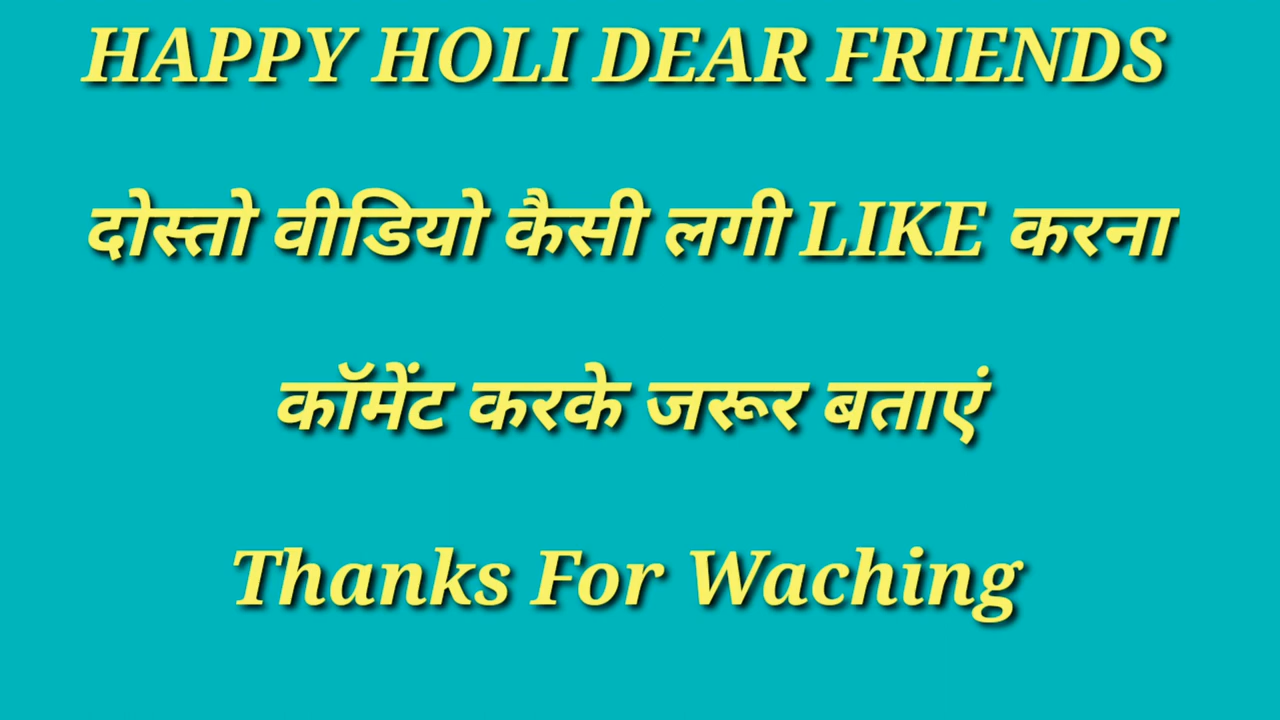 HAPPY HOLI DEAR FRIENDS
दोस्तो वीडियो कैसी लगी LIKE करना
कॉमेंट करके जरूर बताएं
Thanks For Waching